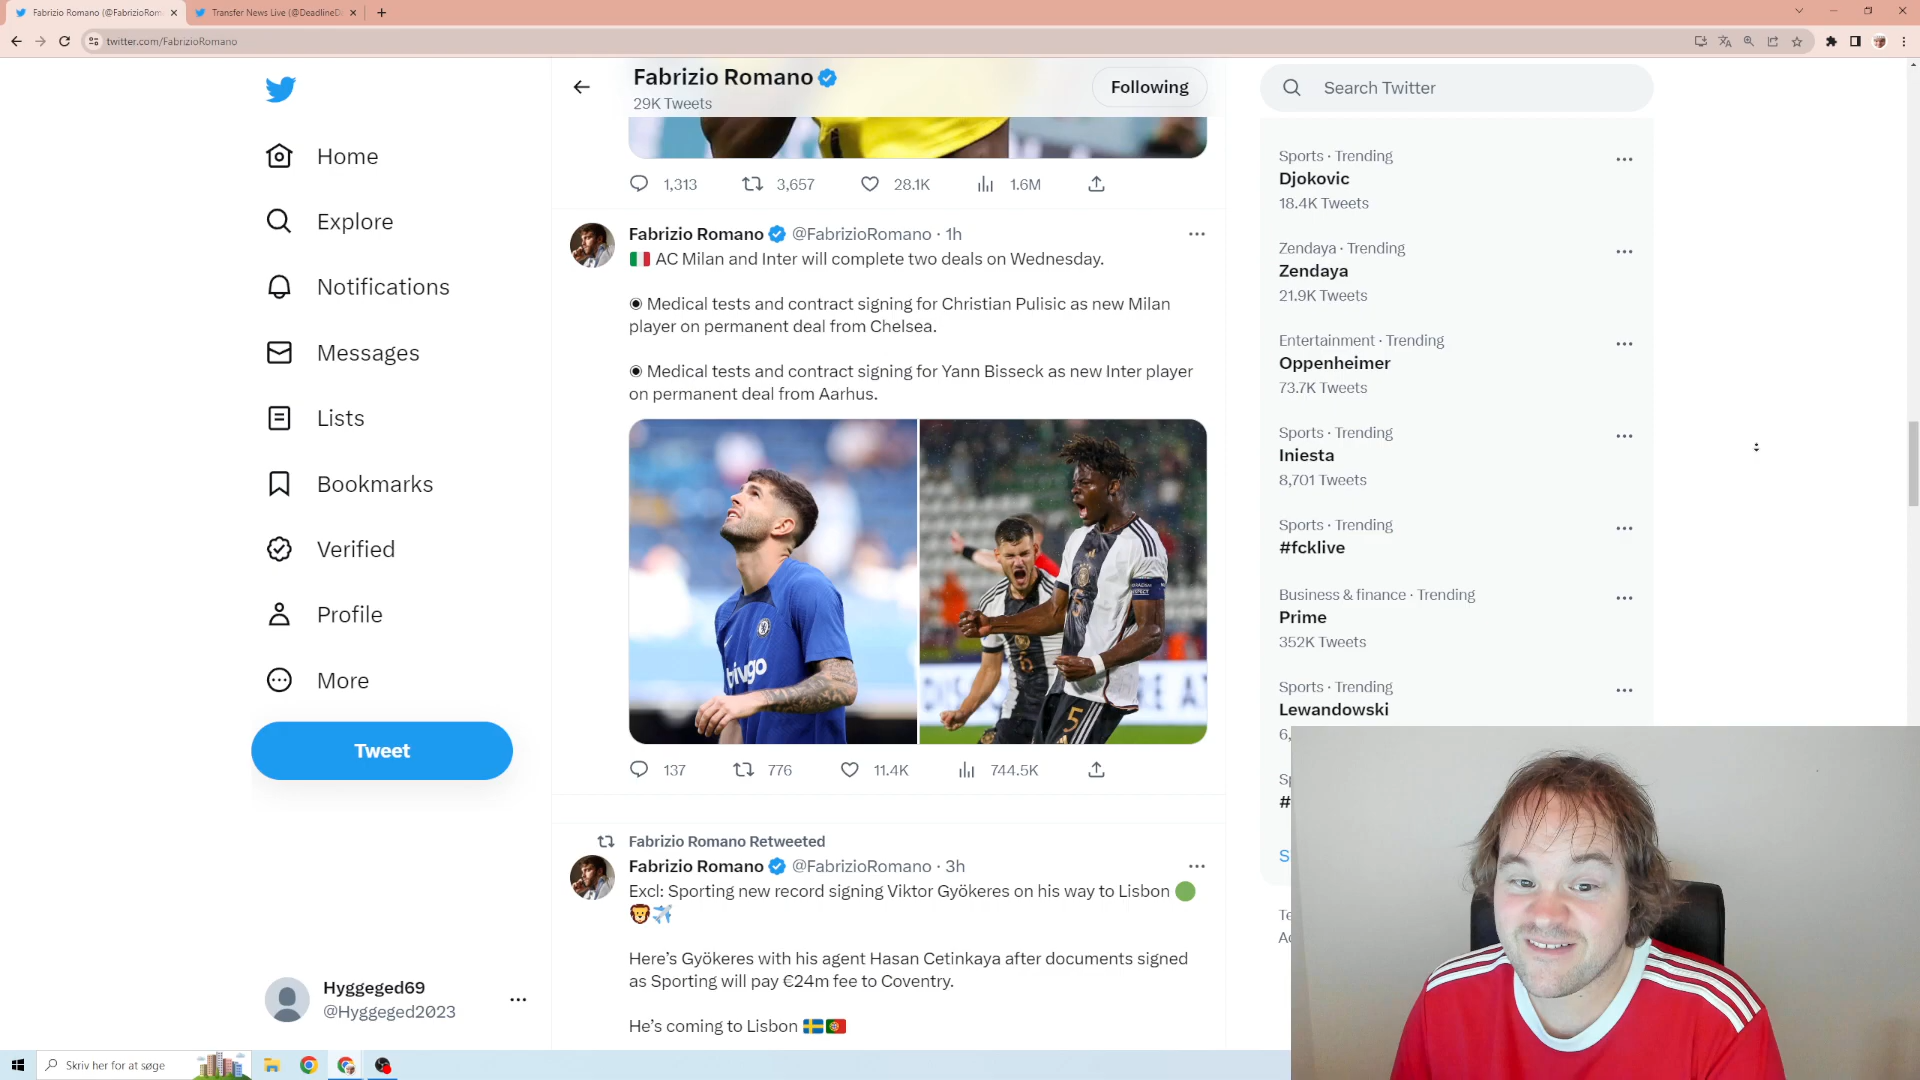 Fabrizio Romano (@FabrizioRom
Transfer News Live (@DeadlineD
twitter.com/FabrizioRomano
Home
Explore
Notifications
Messages
Lists
Bookmarks
Verified
Profile
More
Tweet
Hyggeged69
@Hyggeged2023
Fabrizio Romano
29K Tweets
Following
1,313 3,657 28.1K 1.6M
Fabrizio Romano @FabrizioRomano · 1h
🇮🇹 AC Milan and Inter will complete two deals on Wednesday.
◉ Medical tests and contract signing for Christian Pulisic as new Milan
player on permanent deal from Chelsea.
◉ Medical tests and contract signing for Yann Bisseck as new Inter player
on permanent deal from Aarhus.
trivago
5
137 776 11.4K 744.5K
Fabrizio Romano Retweeted
Fabrizio Romano @FabrizioRomano · 3h
Excl: Sporting new record signing Viktor Gyökeres on his way to Lisbon 🟢
🦁✈️
Here’s Gyökeres with his agent Hasan Cetinkaya after documents signed
as Sporting will pay €24m fee to Coventry.
He’s coming to Lisbon 🇸🇪🇵🇹
Search Twitter
Sports · Trending
Djokovic
18.4K Tweets
Zendaya · Trending
Zendaya
21.9K Tweets
Entertainment · Trending
Oppenheimer
73.7K Tweets
Sports · Trending
Iniesta
8,701 Tweets
Sports · Trending
#fcklive
Business & finance · Trending
Prime
352K Tweets
Sports · Trending
Lewandowski
6,
#
Skriv her for at søge